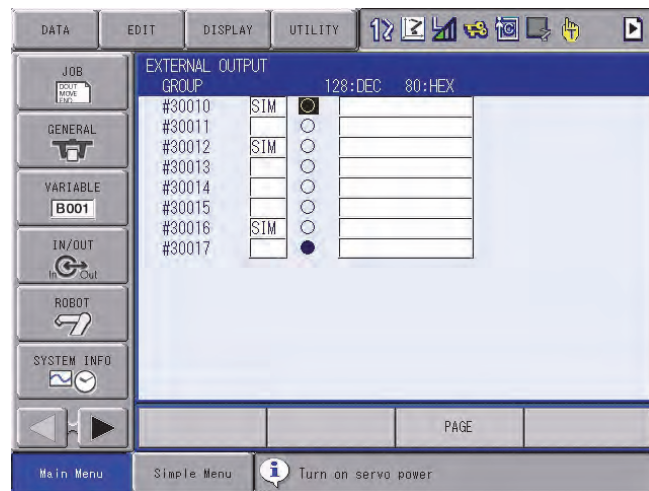 DATA EDIT DISPLAY UTILITY 12
JOB
DOUT
MOVE
END
GENERAL
VARIABLE
B001
IN/OUT
In Out
ROBOT
SYSTEM INFO
EXTERNAL OUTPUT
GROUP 128:DEC 80:HEX
#30010 SIM
#30011
#30012 SIM
#30013
#30014
#30015
#30016 SIM
#30017
PAGE
Main Menu Simple Menu Turn on servo power